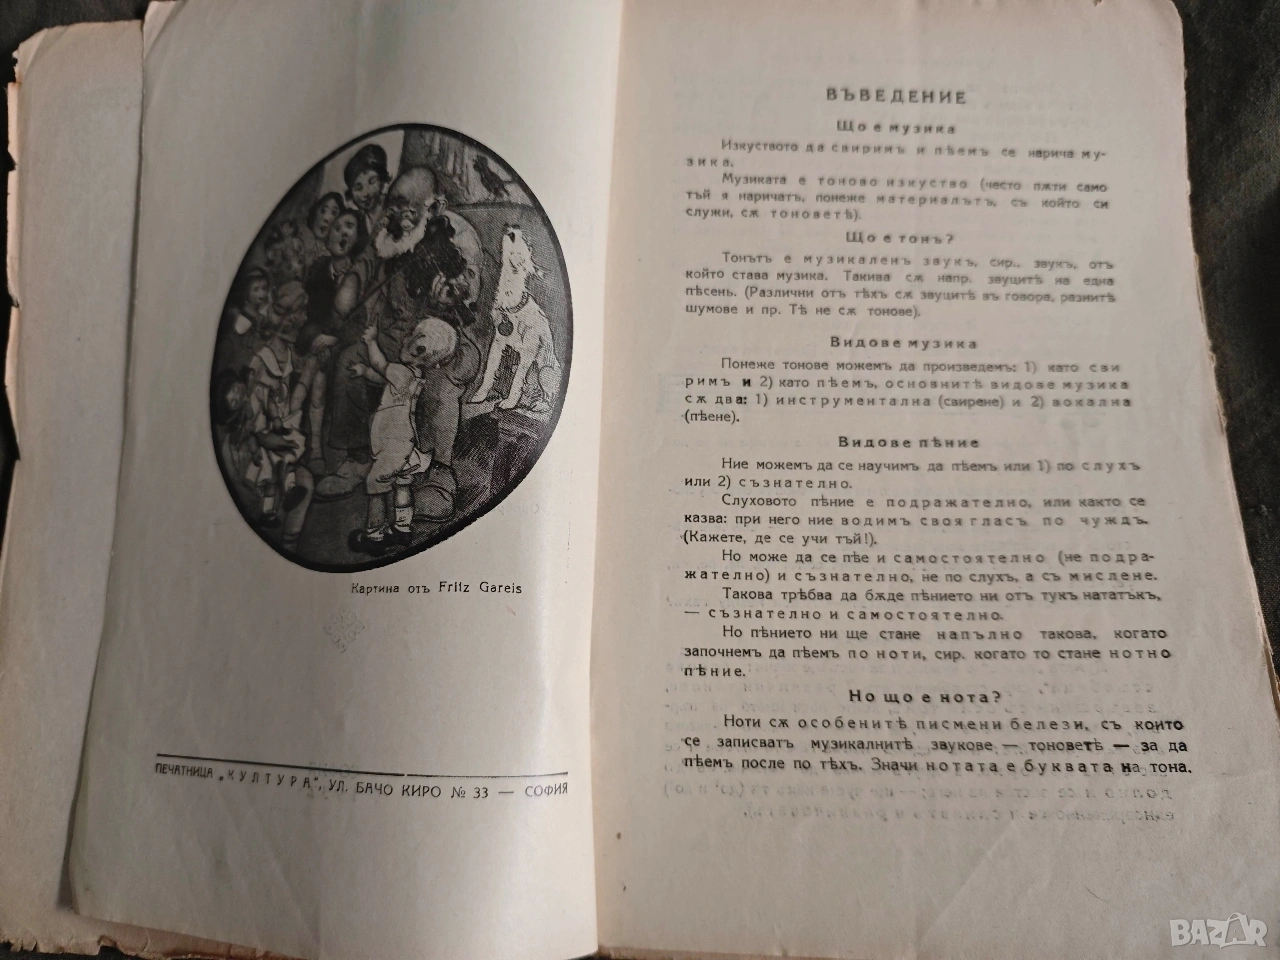 Картина отъ Fritz Gareis
ПЕЧАТНИЦА „КУЛТУРА“, УЛ. БАЧО КИРО № 33 — СОФИЯ
ВЪВЕДЕНИЕ
Що е музика
Изкуството да свиримъ и пѣемъ се нарича му-
зика.
Музиката е тоново изкуство (често пѫти само
тъй я наричатъ, понеже материалътъ, съ който си
служи, сѫ тоноветѣ).
Що е тонъ?
Тонътъ е музикаленъ звукъ, сир., звукъ, отъ
който става музика. Такива сѫ напр. звуцитѣ на една
пѣсень. (Различни отъ тѣхъ сѫ звуцитѣ въ говора, разнитѣ
шумове и пр. Тѣ не сѫ тонове).
Видове музика
Понеже тонове можемъ да произведемъ: 1) като сви
римъ и 2) като пѣемъ, основнитѣ видове музика
сѫ два: 1) инструментална (свирене) и 2) вокална
(пѣене).
Видове пѣние
Ние можемъ да се научимъ да пѣемъ или 1) по слухъ
или 2) съзнателно.
Слуховото пѣние е подражателно, или както се
казва: при него ние водимъ своя гласъ по чуждъ.
(Кажете, де се учи тъй!).
Но може да се пѣе и самостоятелно (не подра-
жателно) и съзнателно, не по слухъ, а съ мислене.
Такова трѣбва да бѫде пѣнието ни отъ тукъ нататъкъ,
— съзнателно и самостоятелно.
Но пѣнието ни ще стане напълно такова, когато
започнемъ да пѣемъ по ноти, сир. когато то стане нотно
пѣние.
Но що е нота?
Ноти сѫ особенитѣ писмени белези, съ които
се записватъ музикалнитѣ звукове — тоноветѣ — за да
пѣемъ после по тѣхъ. Значи нотата е буквата на тона.
BAZAR